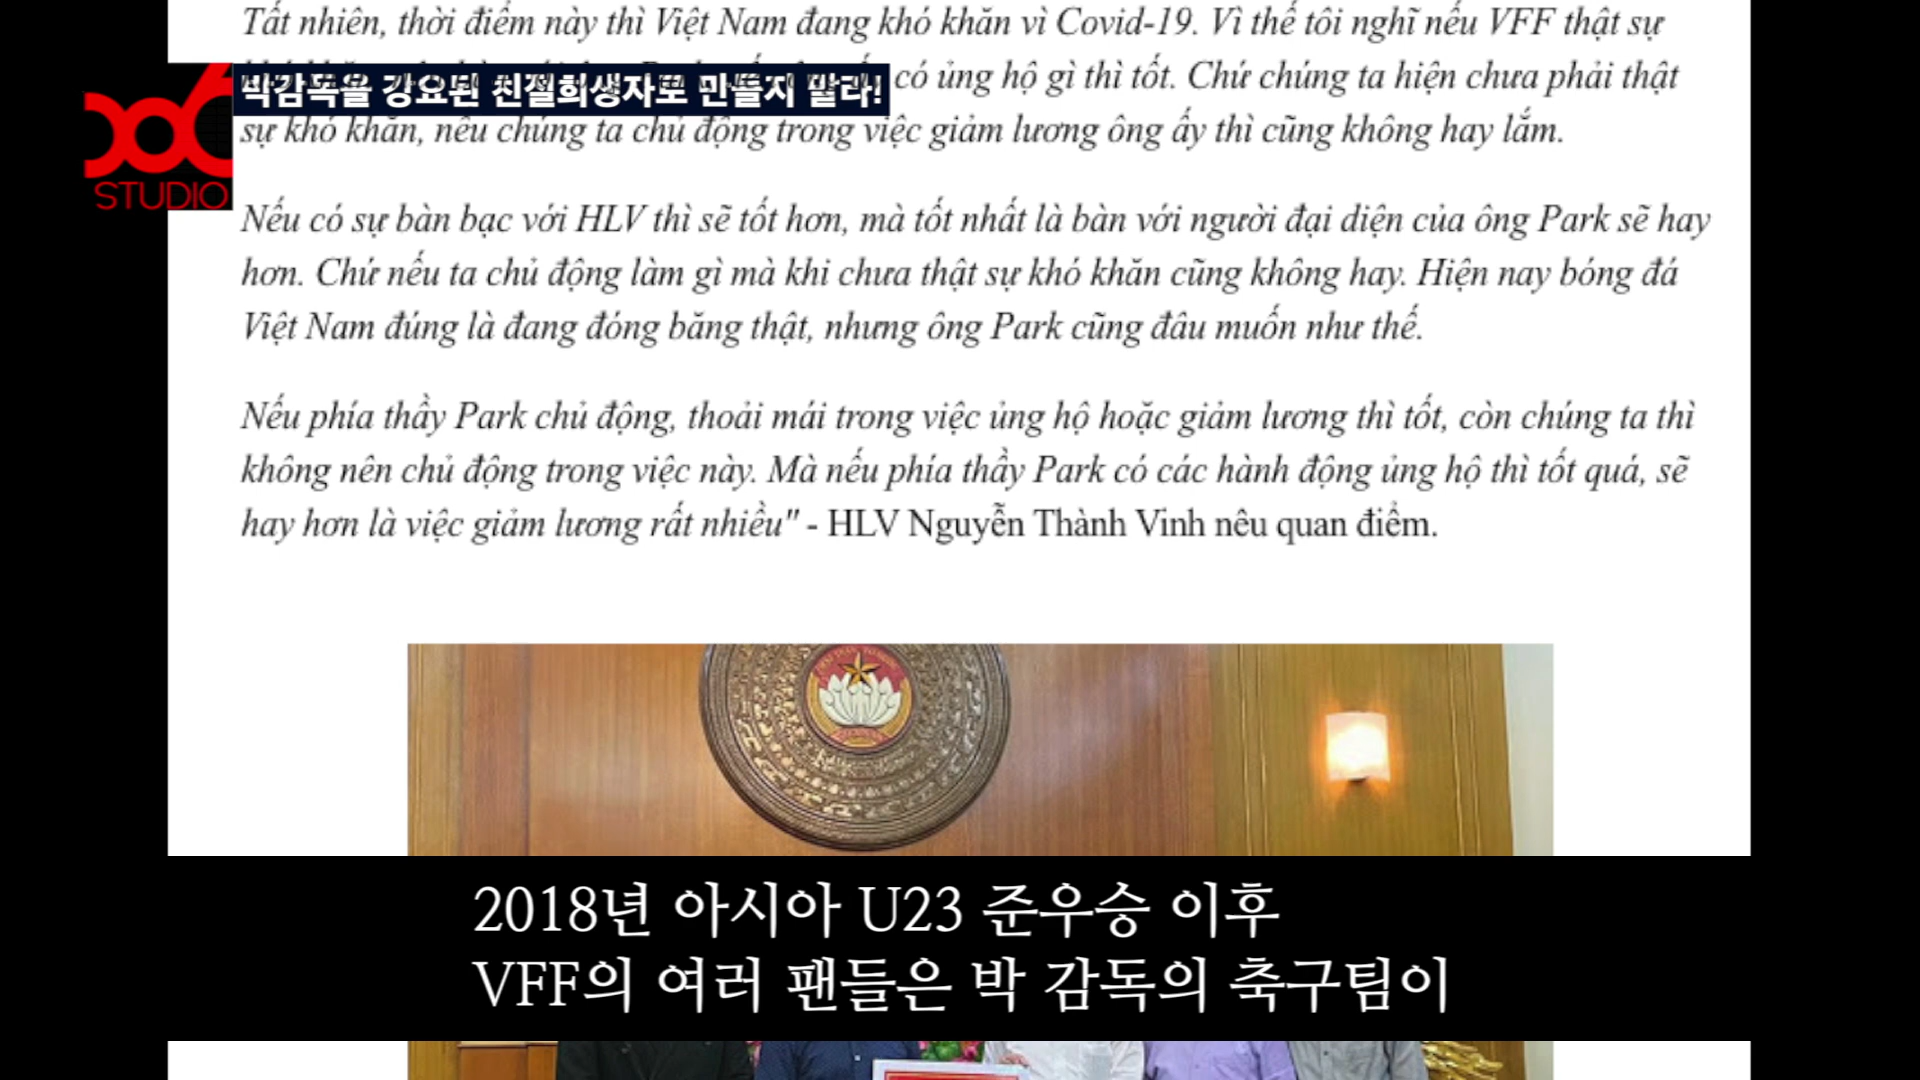 Tất nhiên, thời điểm này thì Việt Nam đang khó khăn vì Covid-19. Vì thế tôi nghĩ nếu VFF thật sự
có ủng hộ gì thì tốt. Chứ chúng ta hiện chưa phải thật
박감독을 강요된 친절희생자로 만들지 말라!
STUDIO
sự khó khăn, nếu chúng ta chủ động trong việc giảm lương ông ấy thì cũng không hay lắm.
Nếu có sự bàn bạc với HLV thì sẽ tốt hơn, mà tốt nhất là bàn với người đại diện của ông Park sẽ hay
hơn. Chứ nếu ta chủ động làm gì mà khi chưa thật sự khó khăn cũng không hay. Hiện nay bóng đá
Việt Nam đúng là đang đóng băng thật, nhưng ông Park cũng đâu muốn như thế.
Nếu phía thầy Park chủ động, thoải mái trong việc ủng hộ hoặc giảm lương thì tốt, còn chúng ta thì
không nên chủ động trong việc này. Mà nếu phía thầy Park có các hành động ủng hộ thì tốt quá, sẽ
hay hơn là việc giảm lương rất nhiều" - HLV Nguyễn Thành Vinh nêu quan điểm.
2018년 아시아 U23 준우승 이후
VFF의 여러 팬들은 박 감독의 축구팀이